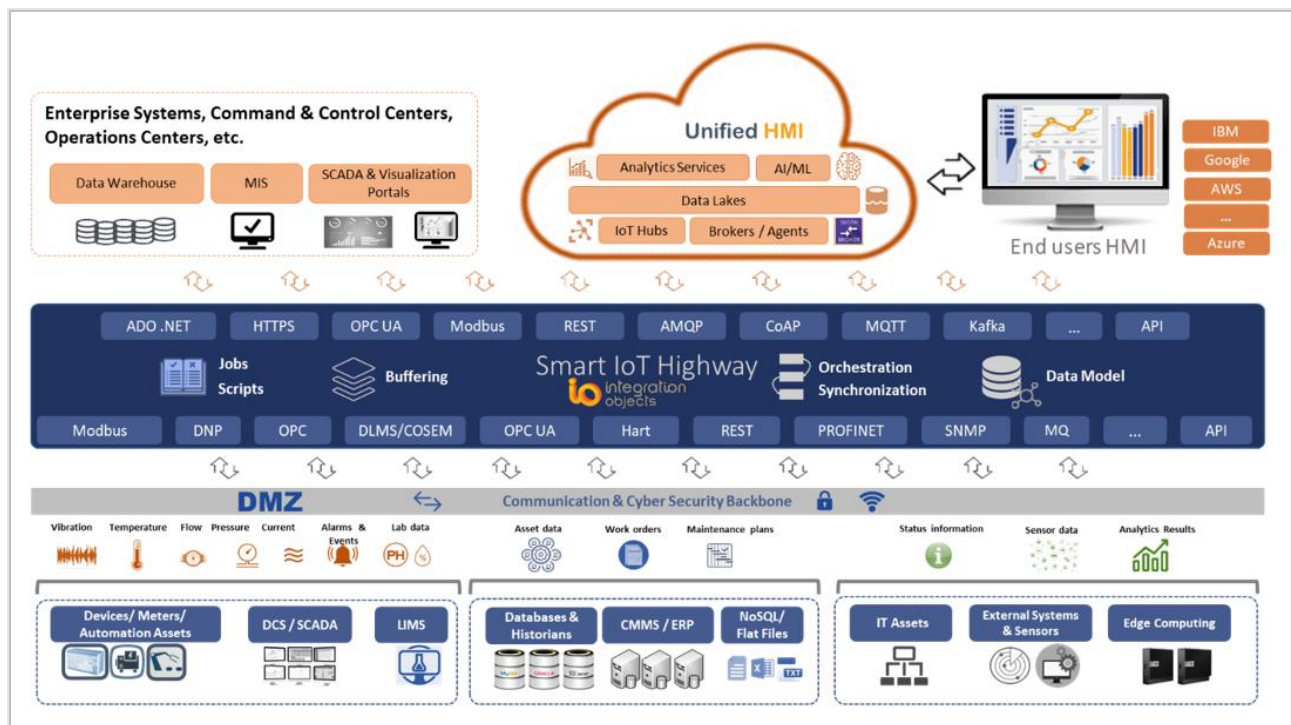 Enterprise Systems, Command & Control Centers,
Operations Centers, etc.
Data Warehouse
MIS
SCADA & Visualization
Portals
Unified HMI
Analytics Services
AI/ML
Data Lakes
IoT Hubs
Brokers / Agents
BROKER
End users HMI
IBM
Google
AWS
...
Azure
ADO .NET
HTTPS
OPC UA
Modbus
REST
AMQP
CoAP
MQTT
Kafka
...
API
Jobs
Scripts
Buffering
Smart IoT Highway
io integration
objects
Orchestration
Synchronization
Data Model
Modbus
DNP
OPC
DLMS/COSEM
OPC UA
Hart
REST
PROFINET
SNMP
MQ
...
API
DMZ
Communication & Cyber Security Backbone
Vibration
Temperature
Flow
Pressure
Current
Alarms &
Events
Lab data
PH
%
Asset data
Work orders
Maintenance plans
Status information
Sensor data
Analytics Results
Devices/ Meters/
Automation Assets
DCS / SCADA
LIMS
Databases &
Historians
CMMS / ERP
NoSQL/
Flat Files
MySQL
ORACLE
TXT
IT Assets
External Systems
& Sensors
Edge Computing